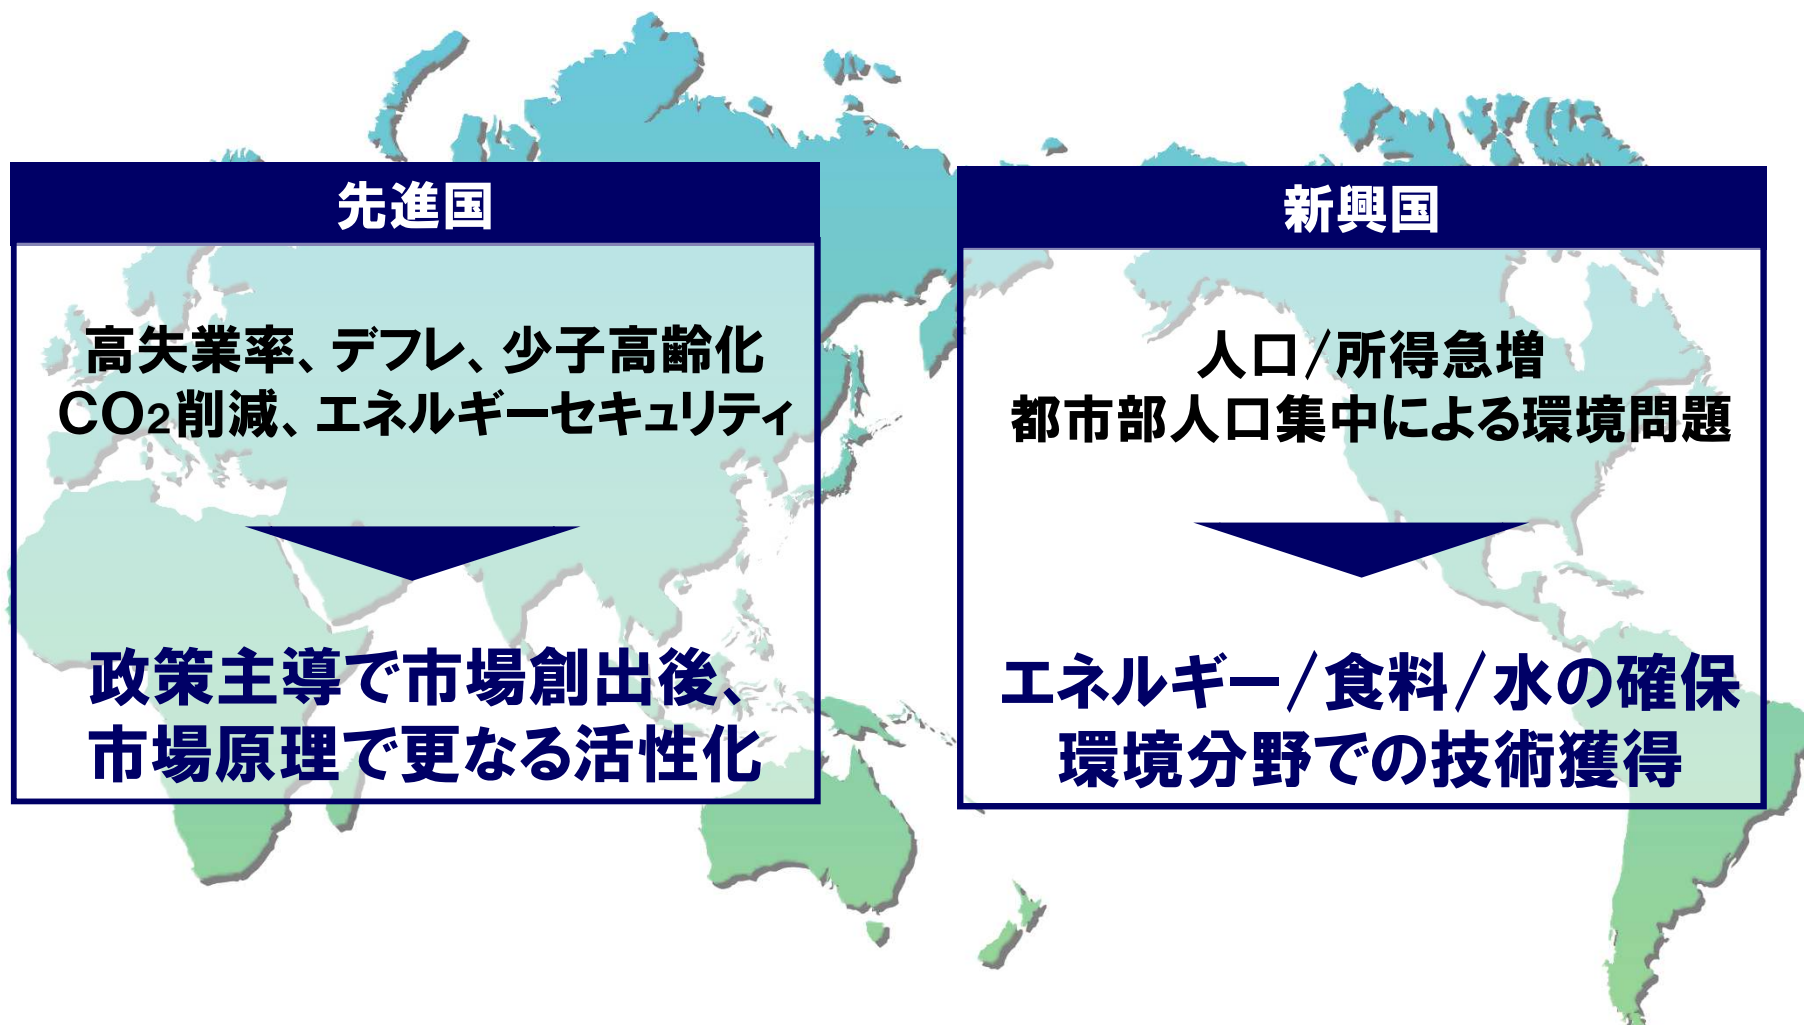 先進国
高失業率、デフレ、少子高齢化
CO2削減、エネルギーセキュリティ
政策主導で市場創出後、
市場原理で更なる活性化
新興国
人口/所得急増
都市部人口集中による環境問題
エネルギー/食料/水の確保
環境分野での技術獲得